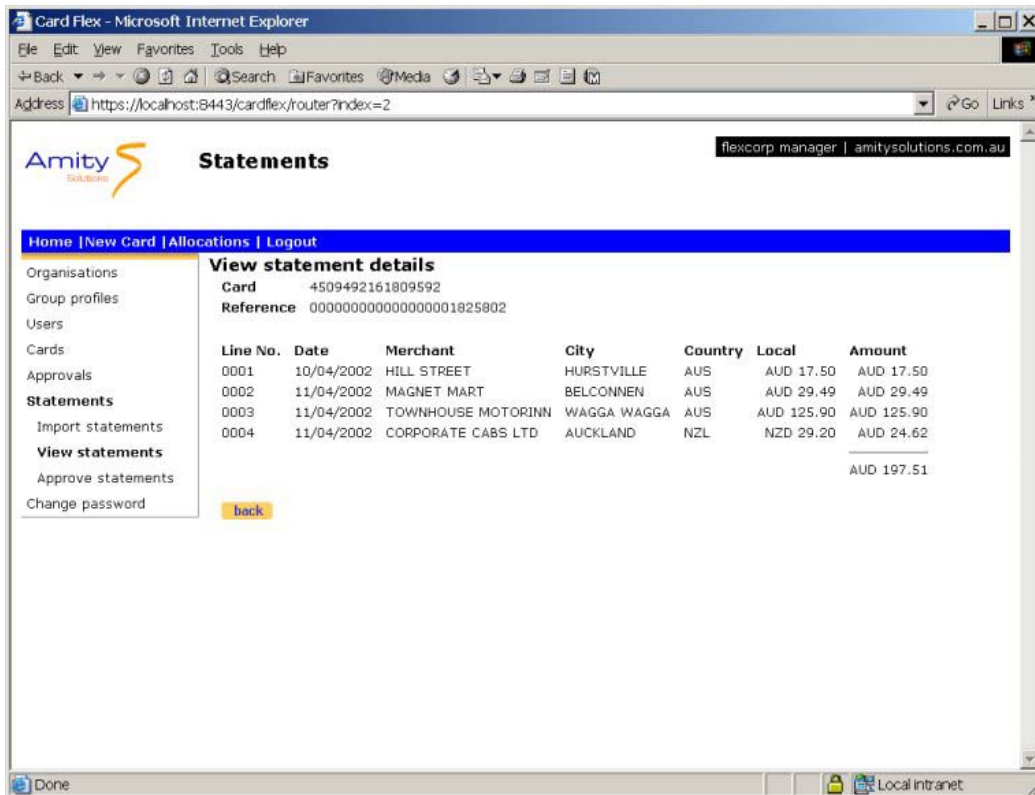 Card Flex - Microsoft Internet Explorer
File Edit View Favorites Tools Help
Back Search Favorites Media
Address https://localhost:8443/cardflex/router?index=2 Go Links
Amity Solutions
Statements
flexcorp manager | amitysolutions.com.au
Home |New Card |Allocations | Logout
Organisations
Group profiles
Users
Cards
Approvals
Statements
Import statements
View statements
Approve statements
Change password
View statement details
Card 4509492161809592
Reference 00000000000000001825802
Line No. Date Merchant City Country Local Amount
0001 10/04/2002 HILL STREET HURSTVILLE AUS AUD 17.50 AUD 17.50
0002 11/04/2002 MAGNET MART BELCONNEN AUS AUD 29.49 AUD 29.49
0003 11/04/2002 TOWNHOUSE MOTORINN WAGGA WAGGA AUS AUD 125.90 AUD 125.90
0004 11/04/2002 CORPORATE CABS LTD AUCKLAND NZL NZD 29.20 AUD 24.62
AUD 197.51
back
Done Local intranet